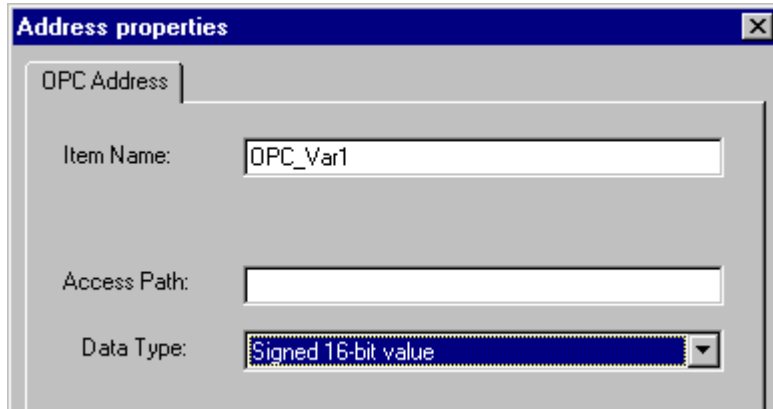 Address properties
OPC Address
Item Name: OPC_Var1
Access Path:
Data Type: Signed 16-bit value